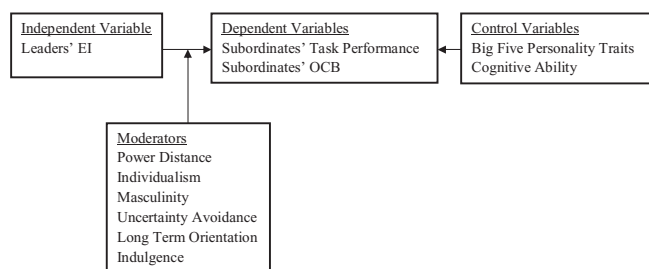 Independent Variable
Leaders' EI
Dependent Variables
Subordinates' Task Performance
Subordinates' OCB
Control Variables
Big Five Personality Traits
Cognitive Ability
Moderators
Power Distance
Individualism
Masculinity
Uncertainty Avoidance
Long Term Orientation
Indulgence